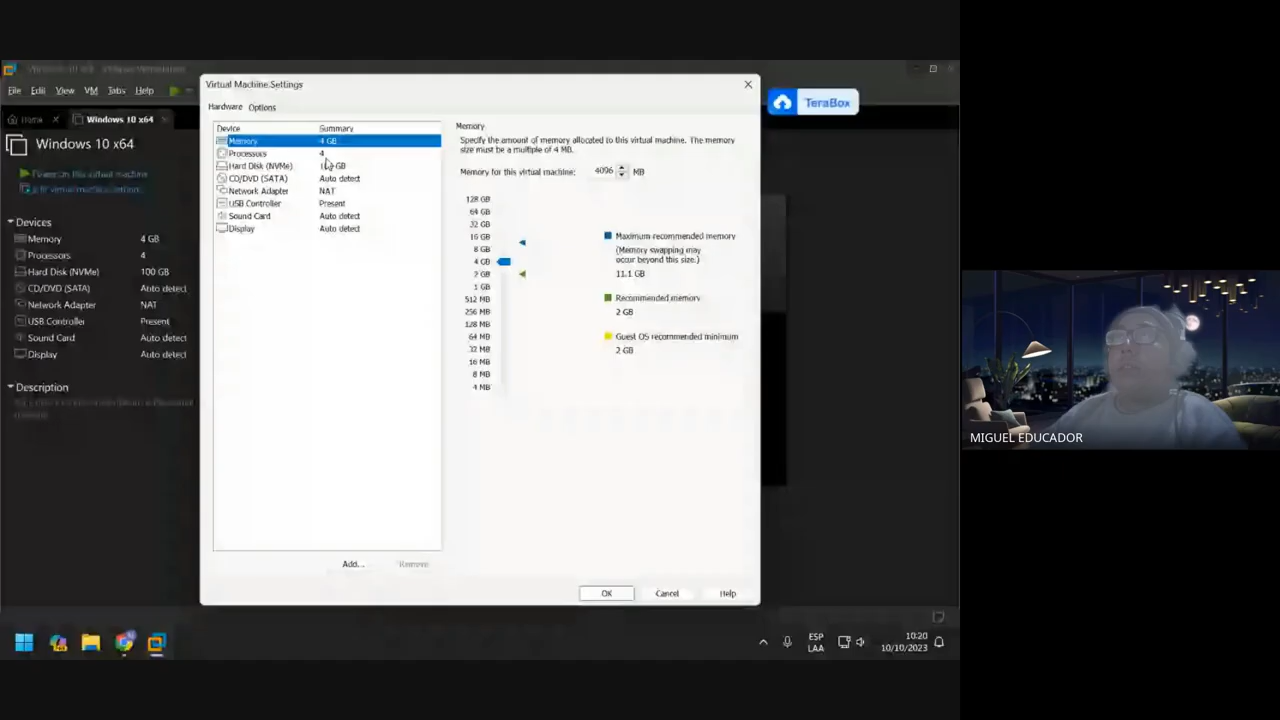 Virtual Machine Settings
Hardware Options
File Edit View VM Tabs Help
Home
Windows 10 x64
Windows 10 x64
Devices
Memory 4 GB
Processors 4
Hard Disk (NVMe) 100 GB
CD/DVD (SATA) Auto detect
Network Adapter NAT
USB Controller Present
Sound Card Auto detect
Display Auto detect
Description
Device Summary
Memory 4 GB
Processors 4
Hard Disk (NVMe) GB
CD/DVD (SATA) Auto detect
Network Adapter NAT
USB Controller Present
Sound Card Auto detect
Display Auto detect
Add... Remove
Memory
Specify the amount of memory allocated to this virtual machine. The memory
size must be a multiple of 4 MB.
Memory for this virtual machine: 4096 MB
128 GB
64 GB
32 GB
16 GB
8 GB
4 GB
2 GB
1 GB
512 MB
256 MB
128 MB
64 MB
32 MB
16 MB
8 MB
4 MB
Maximum recommended memory
(Memory swapping may
occur beyond this size.)
11.1 GB
Recommended memory
2 GB
Guest OS recommended minimum
2 GB
OK Cancel Help
TeraBox
MIGUEL EDUCADOR
ESP
LAA
10:20
10/10/2023